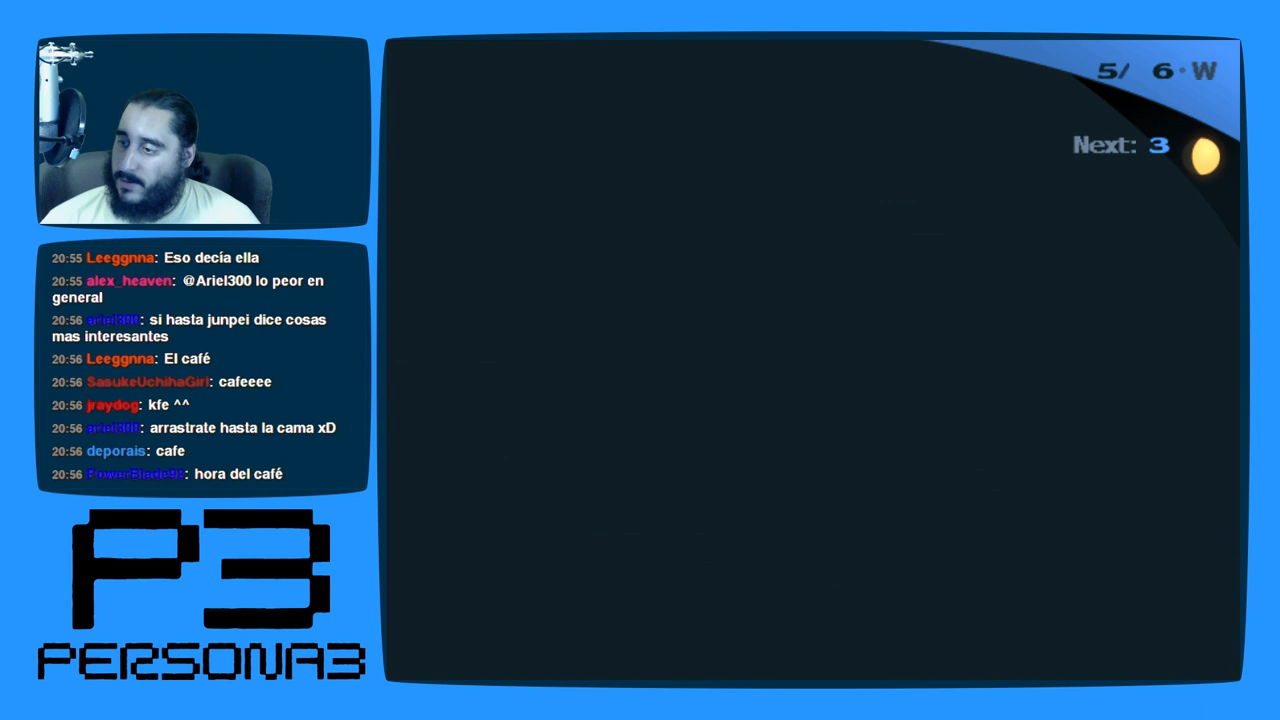 5/ 6·W
Next: 3
20:55 Leeggnna: Eso decía ella
20:55 alex_heaven: @Ariel300 lo peor en
general
20:56 ariel300: si hasta junpei dice cosas
mas interesantes
20:56 Leeggnna: El café
20:56 SasukeUchihaGirl: cafeeee
20:56 jraydog: kfe ^^
20:56 ariel300: arrastrate hasta la cama xD
20:56 deporais: cafe
20:56 : hora del café
P3
PERSONA3